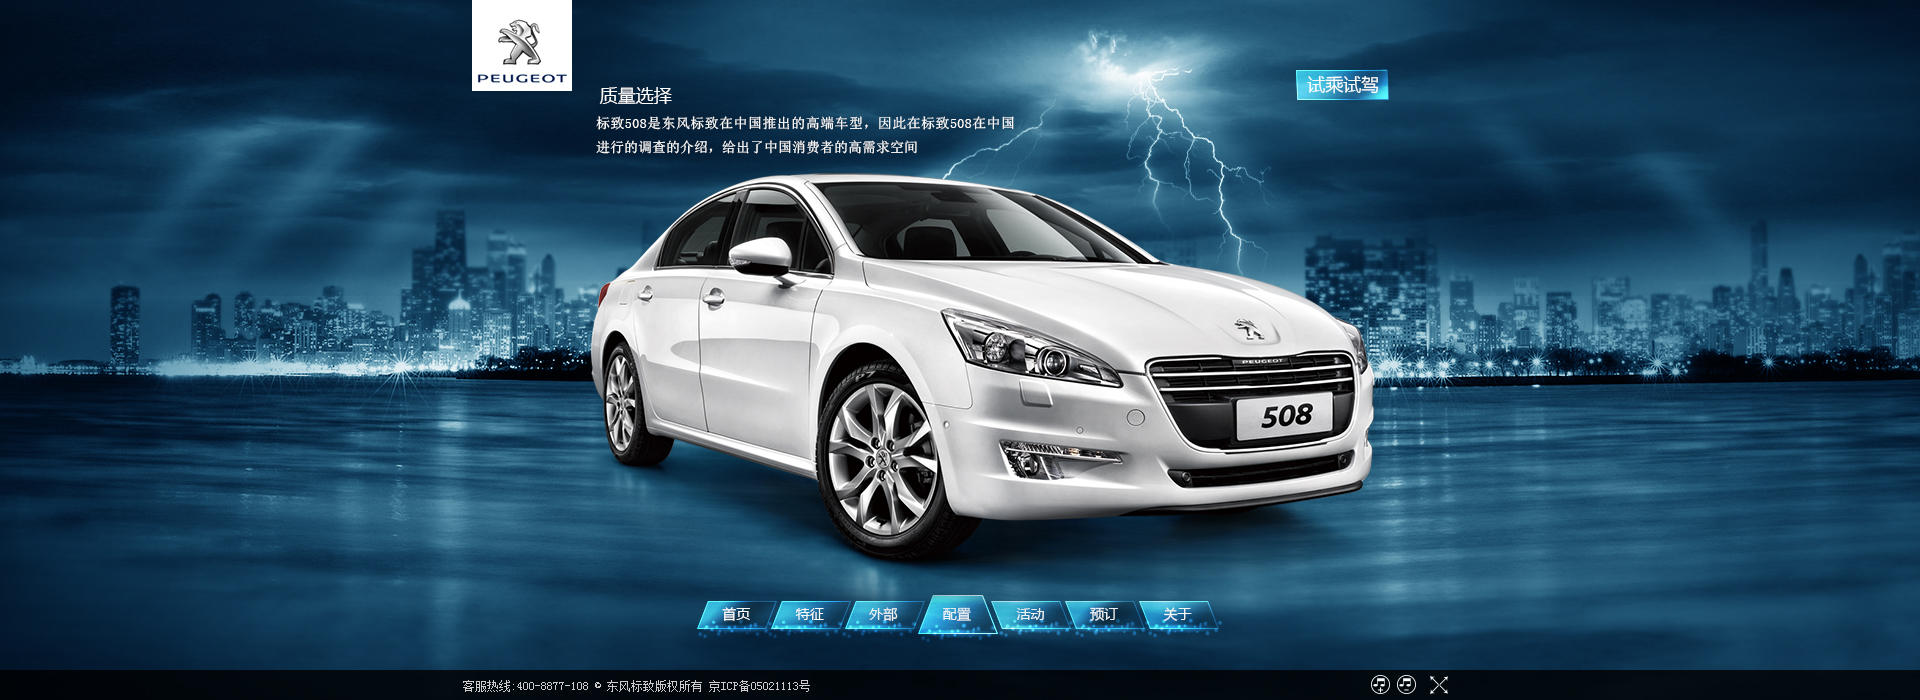 PEUGEOT
试乘试驾
质量选择
标致508是东风标致在中国推出的高端车型，因此在标致508在中国
进行的调查的介绍，给出了中国消费者的高需求空间
PEUGEOT
508
首页 特征 外部 配置 活动 预订 关于
客服热线:400-8877-108 © 东风标致版权所有 京ICP备05021113号